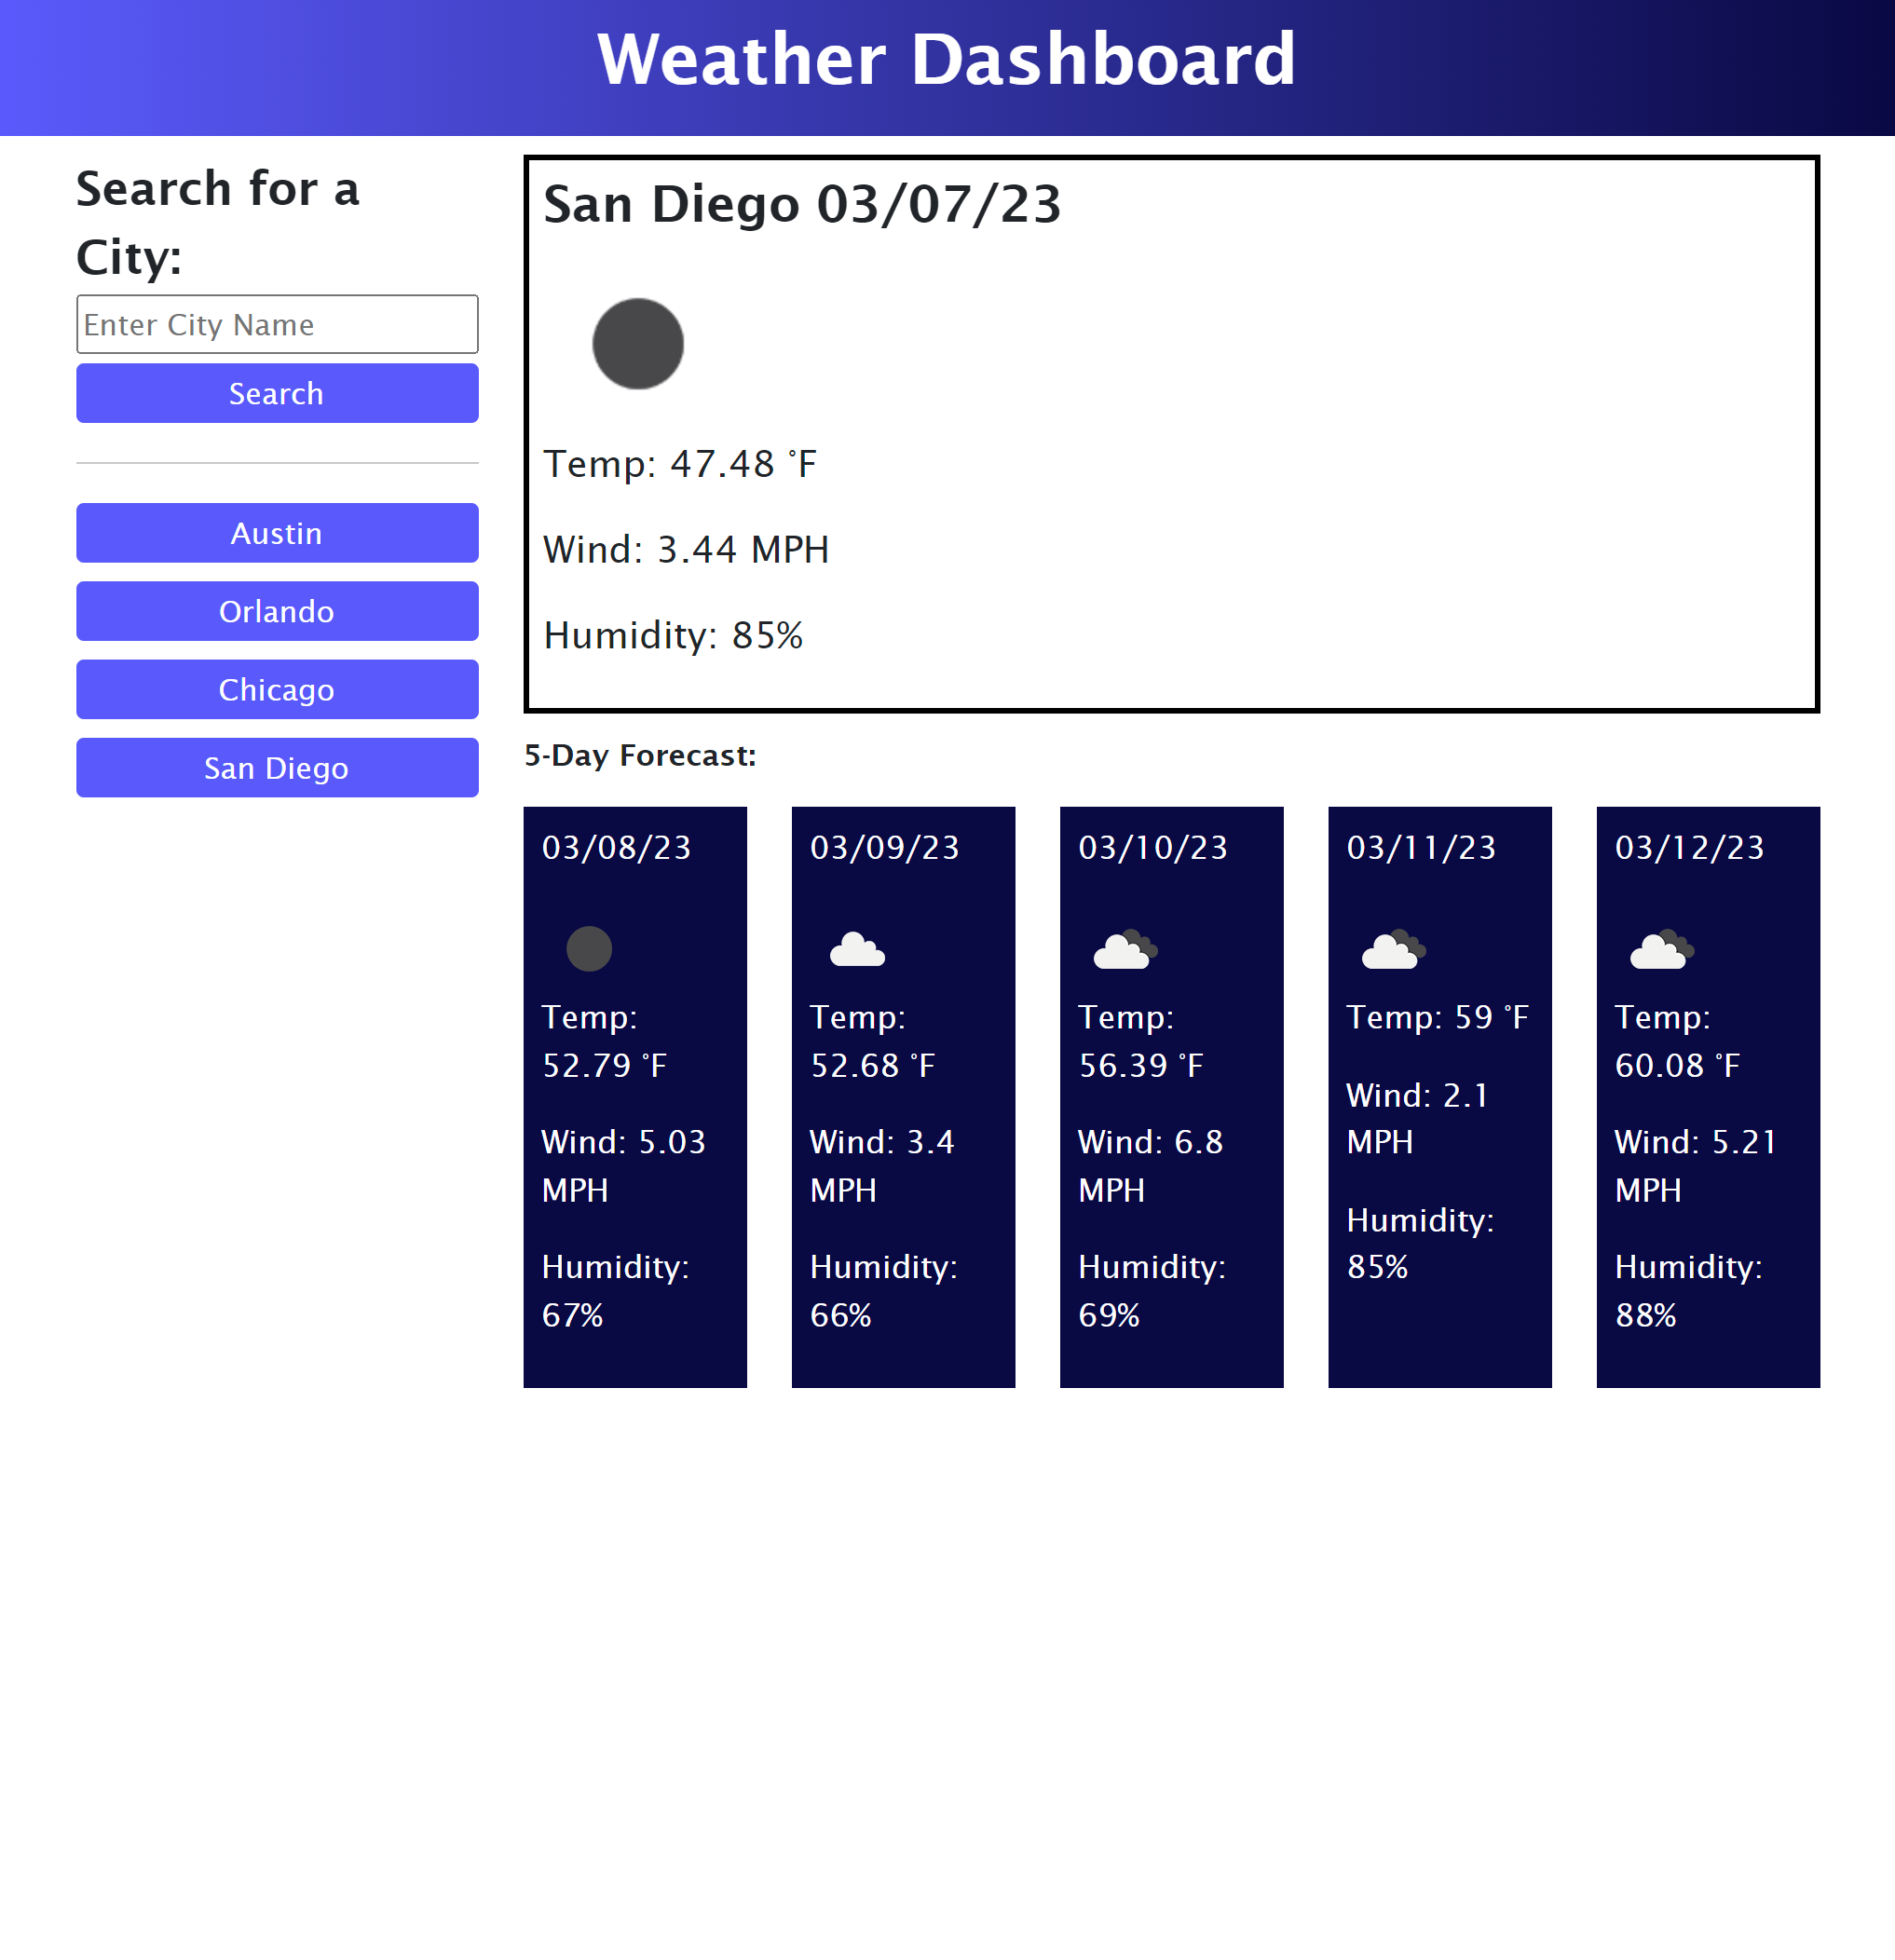 Weather Dashboard
Search for a
City:
Enter City Name
Search
Austin
Orlando
Chicago
San Diego
San Diego 03/07/23
Temp: 47.48 °F
Wind: 3.44 MPH
Humidity: 85%
5-Day Forecast:
03/08/23
Temp:
52.79 °F
Wind: 5.03
MPH
Humidity:
67%
03/09/23
Temp:
52.68 °F
Wind: 3.4
MPH
Humidity:
66%
03/10/23
Temp:
56.39 °F
Wind: 6.8
MPH
Humidity:
69%
03/11/23
Temp: 59 °F
Wind: 2.1
MPH
Humidity:
85%
03/12/23
Temp:
60.08 °F
Wind: 5.21
MPH
Humidity:
88%